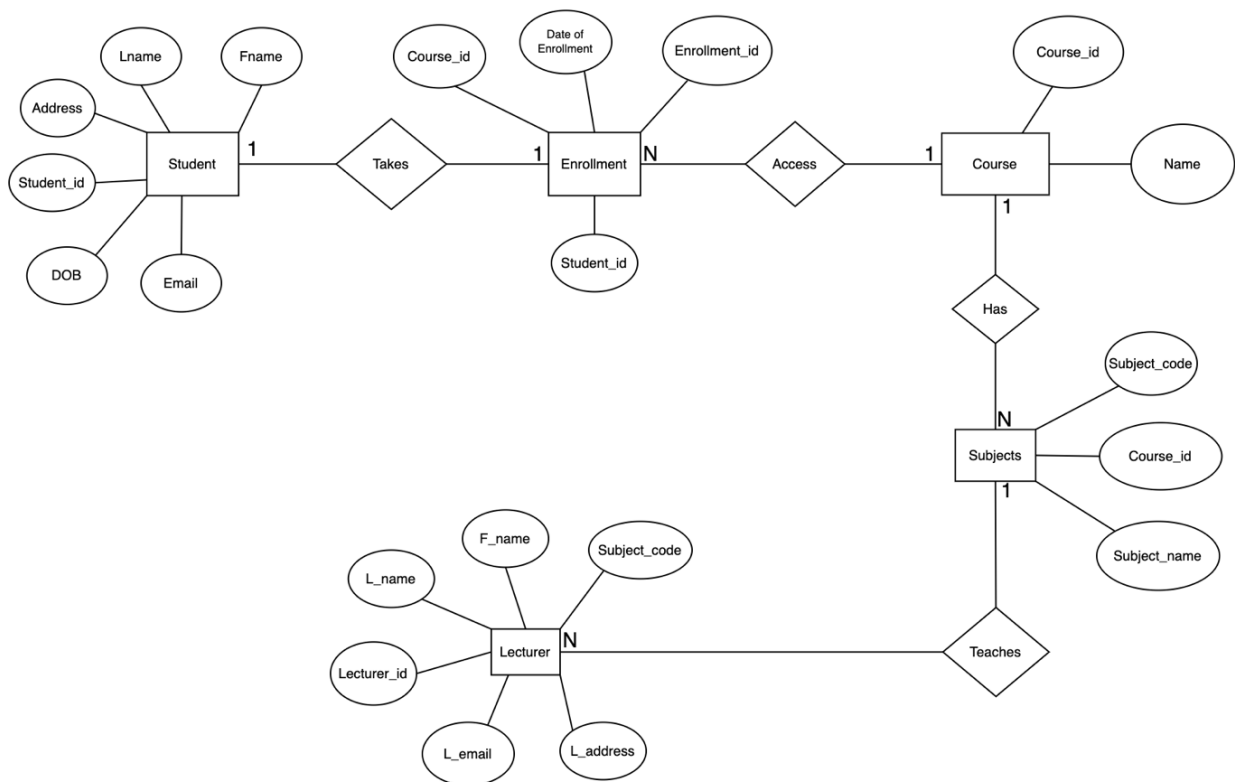 Lname
Fname
Address
Student
Student_id
DOB
Email
1
Takes
1
Course_id
Date of
Enrollment
Enrollment_id
Enrollment
Student_id
N
Access
1
Course_id
Course
Name
1
Has
N
Subject_code
Subjects
Course_id
1
Subject_name
Teaches
N
F_name
Subject_code
L_name
Lecturer
Lecturer_id
L_email
L_address